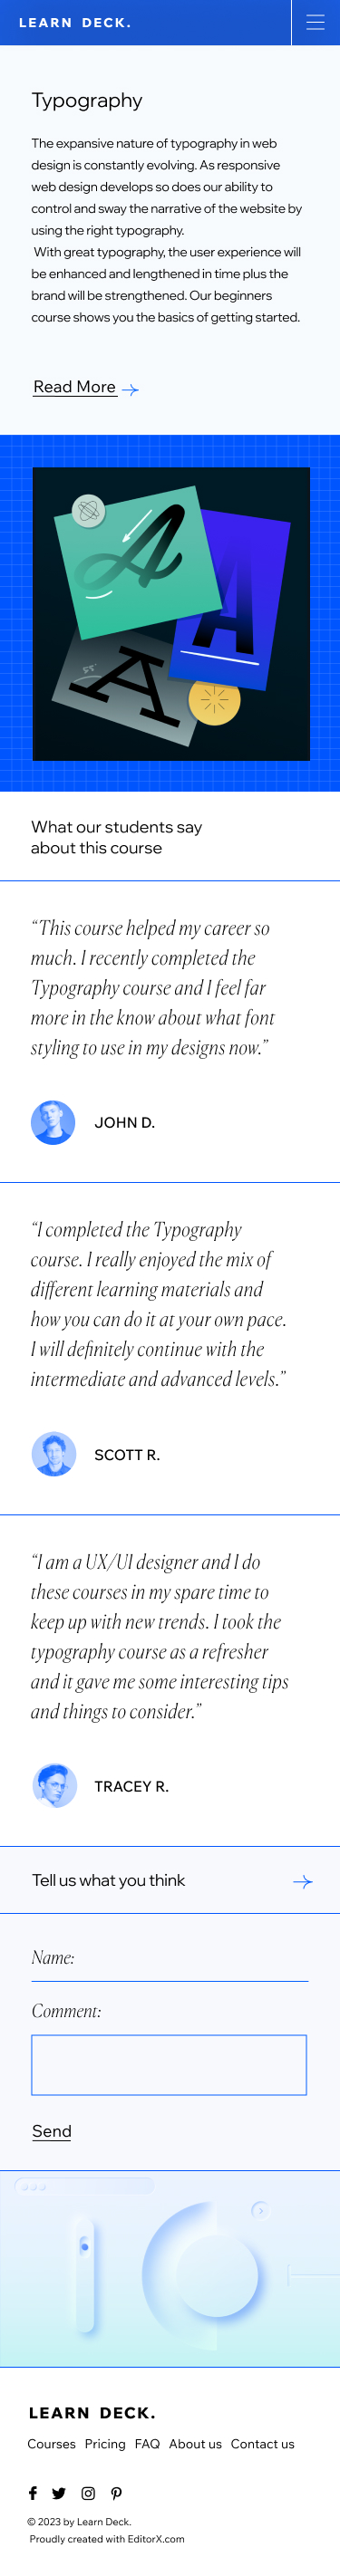 LEARN DECK.
Typography
The expansive nature of typography in web
design is constantly evolving. As responsive
web design develops so does our ability to
control and sway the narrative of the website by
using the right typography.
With great typography, the user experience will
be enhanced and lengthened in time plus the
brand will be strengthened. Our beginners
course shows you the basics of getting started.
Read More
A
A
A
What our students say
about this course
“This course helped my career so
much. I recently completed the
Typography course and I feel far
more in the know about what font
styling to use in my designs now.”
JOHN D.
“I completed the Typography
course. I really enjoyed the mix of
different learning materials and
how you can do it at your own pace.
I will definitely continue with the
intermediate and advanced levels.”
SCOTT R.
“I am a UX/UI designer and I do
these courses in my spare time to
keep up with new trends. I took the
typography course as a refresher
and it gave me some interesting tips
and things to consider.”
TRACEY R.
Tell us what you think
Name:
Comment:
Send
LEARN DECK.
Courses Pricing FAQ About us Contact us
© 2023 by Learn Deck.
Proudly created with EditorX.com